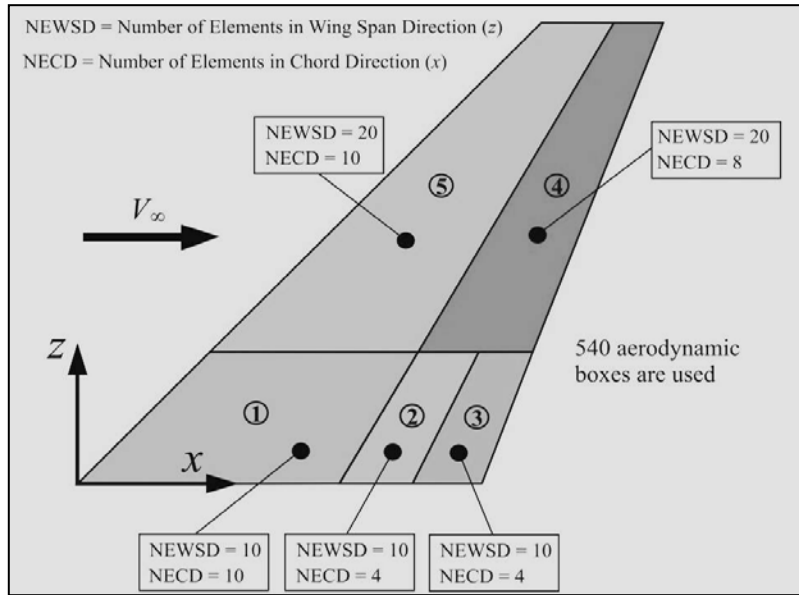 NEWSD = Number of Elements in Wing Span Direction (z)
NECD = Number of Elements in Chord Direction (x)
NEWSD = 20
NECD = 10
NEWSD = 20
NECD = 8
⑤
④
V∞
z
540 aerodynamic
boxes are used
①
②
③
x
NEWSD = 10
NECD = 10
NEWSD = 10
NECD = 4
NEWSD = 10
NECD = 4